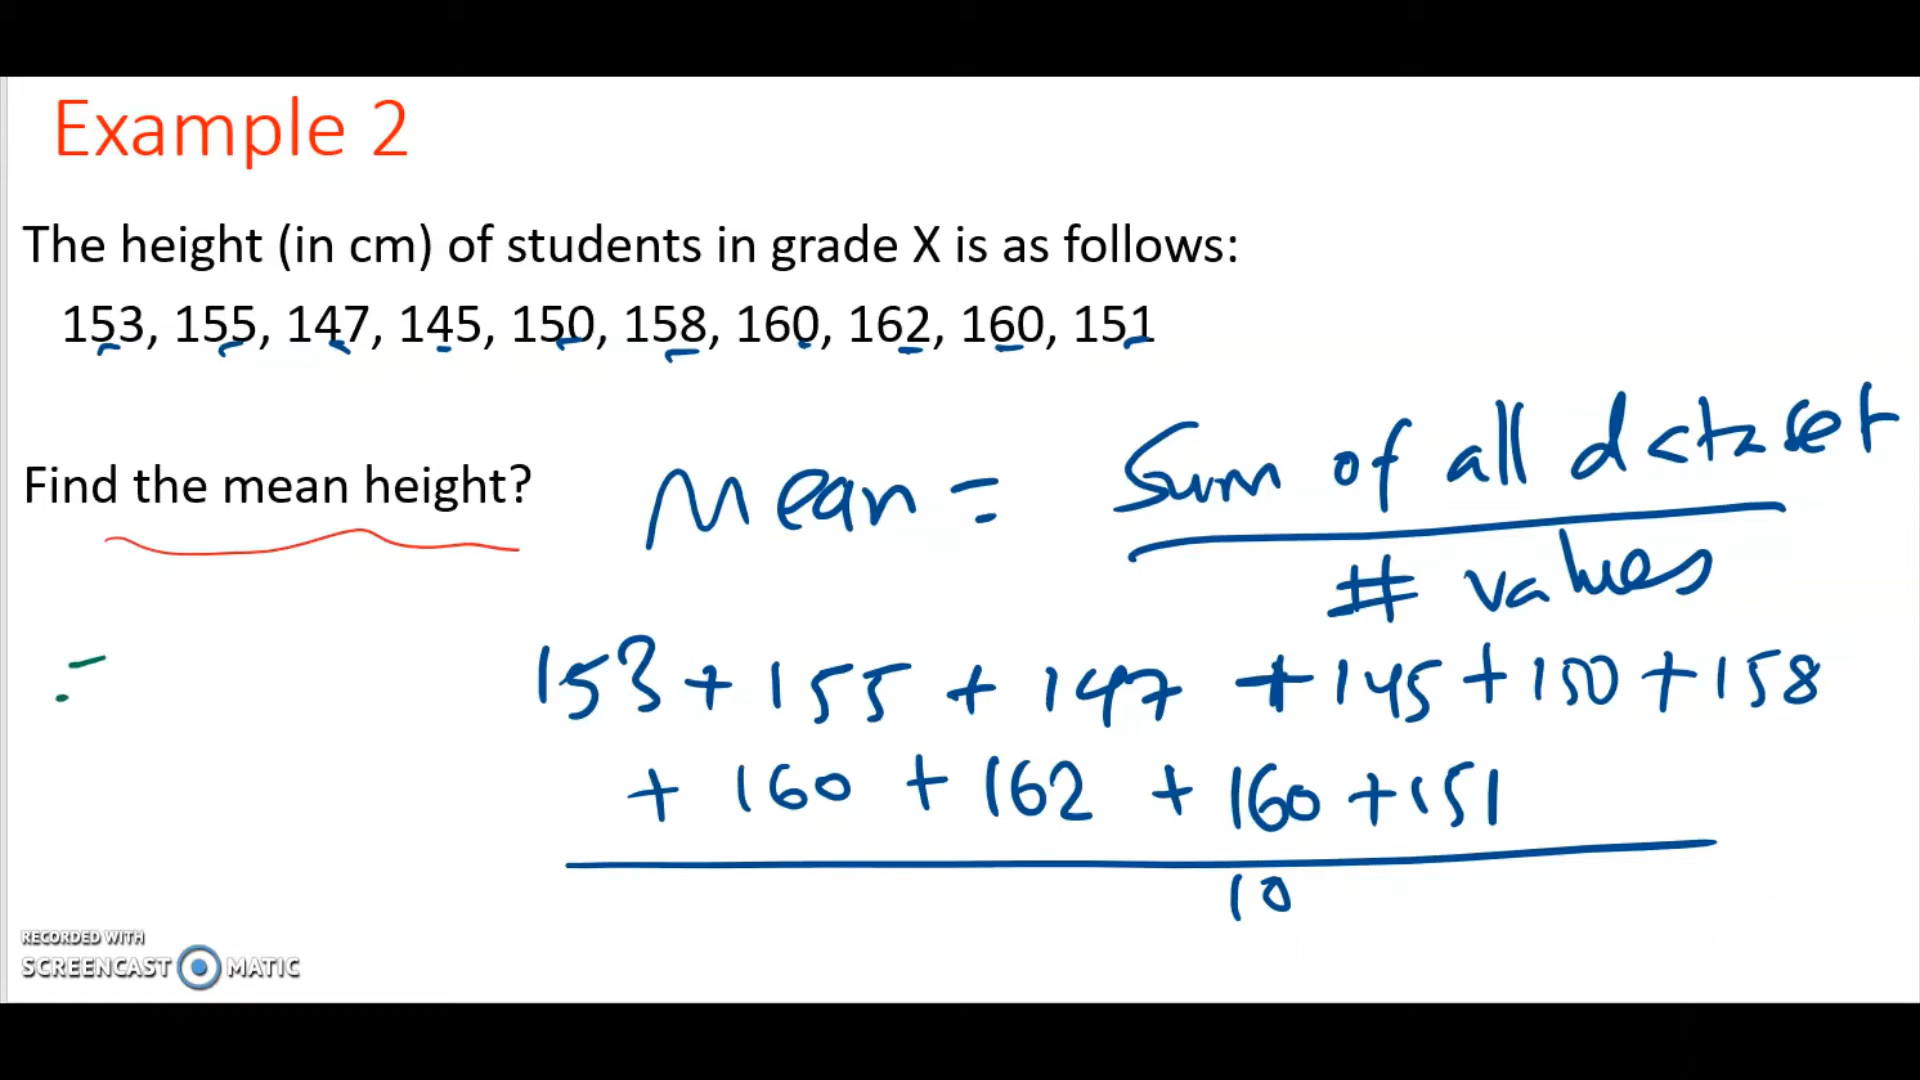 Example 2
The height (in cm) of students in grade X is as follows:
153, 155, 147, 145, 150, 158, 160, 162, 160, 151
Find the mean height?
Mean = Sum of all dataset
# values
153 + 155 + 147 + 145 + 150 + 158
+ 160 + 162 + 160 + 151
10
RECORDED WITH
SCREENCAST MATIC